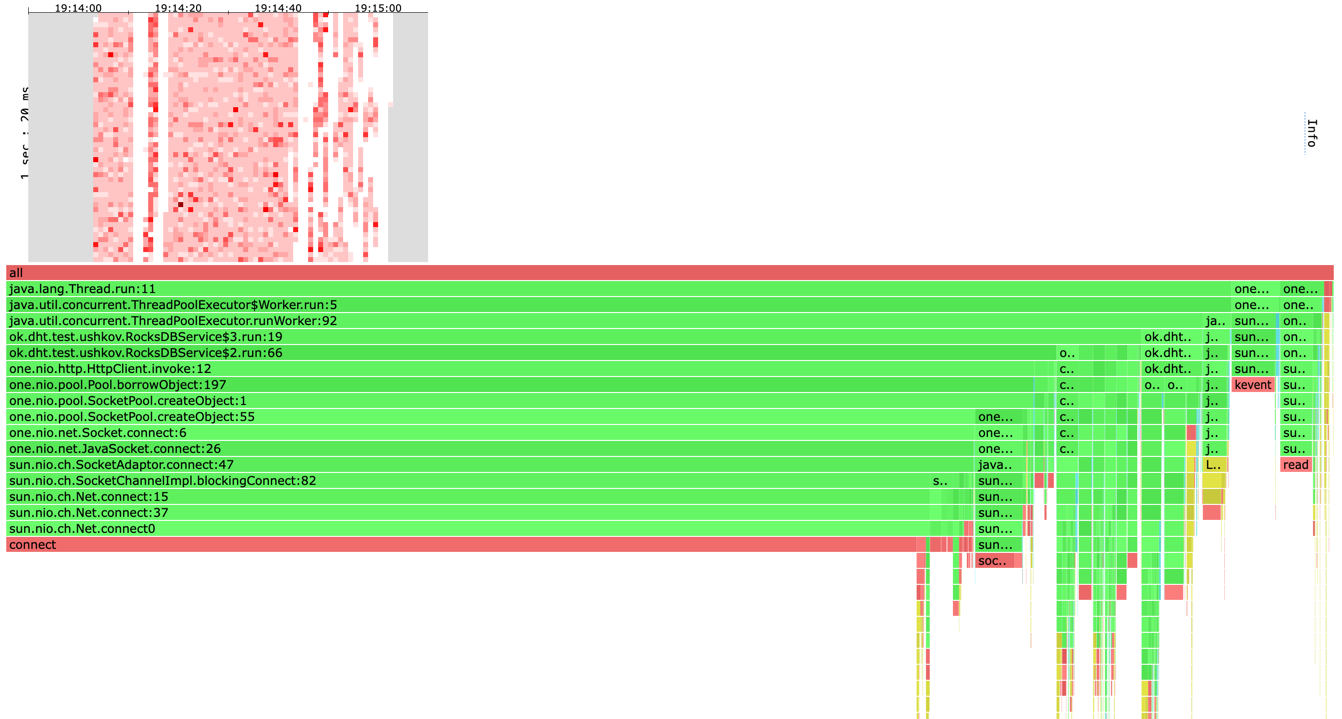 19:14:00 19:14:20 19:14:40 19:15:00
1 sec : 20 ms
Info
all
java.lang.Thread.run:11 one... one...
java.util.concurrent.ThreadPoolExecutor$Worker.run:5 one... one..
java.util.concurrent.ThreadPoolExecutor.runWorker:92 ja.. sun... on..
ok.dht.test.ushkov.RocksDBService$3.run:19 ok.dht.. j.. sun... on..
ok.dht.test.ushkov.RocksDBService$2.run:66 o.. ok.dht.. j.. sun... on..
one.nio.http.HttpClient.invoke:12 c.. ok.dht.. j.. sun... su..
one.nio.pool.Pool.borrowObject:197 c.. o.. o.. j.. kevent su..
one.nio.pool.SocketPool.createObject:1 c.. j.. su..
one.nio.pool.SocketPool.createObject:55 one... c.. j.. su..
one.nio.net.Socket.connect:6 one... c.. j.. su..
one.nio.net.JavaSocket.connect:26 one... c.. j.. su..
sun.nio.ch.SocketAdaptor.connect:47 java.. L.. read
sun.nio.ch.SocketChannelImpl.blockingConnect:82 s.. sun...
sun.nio.ch.Net.connect:15 sun...
sun.nio.ch.Net.connect:37 sun...
sun.nio.ch.Net.connect0 sun...
connect sun...
soc..